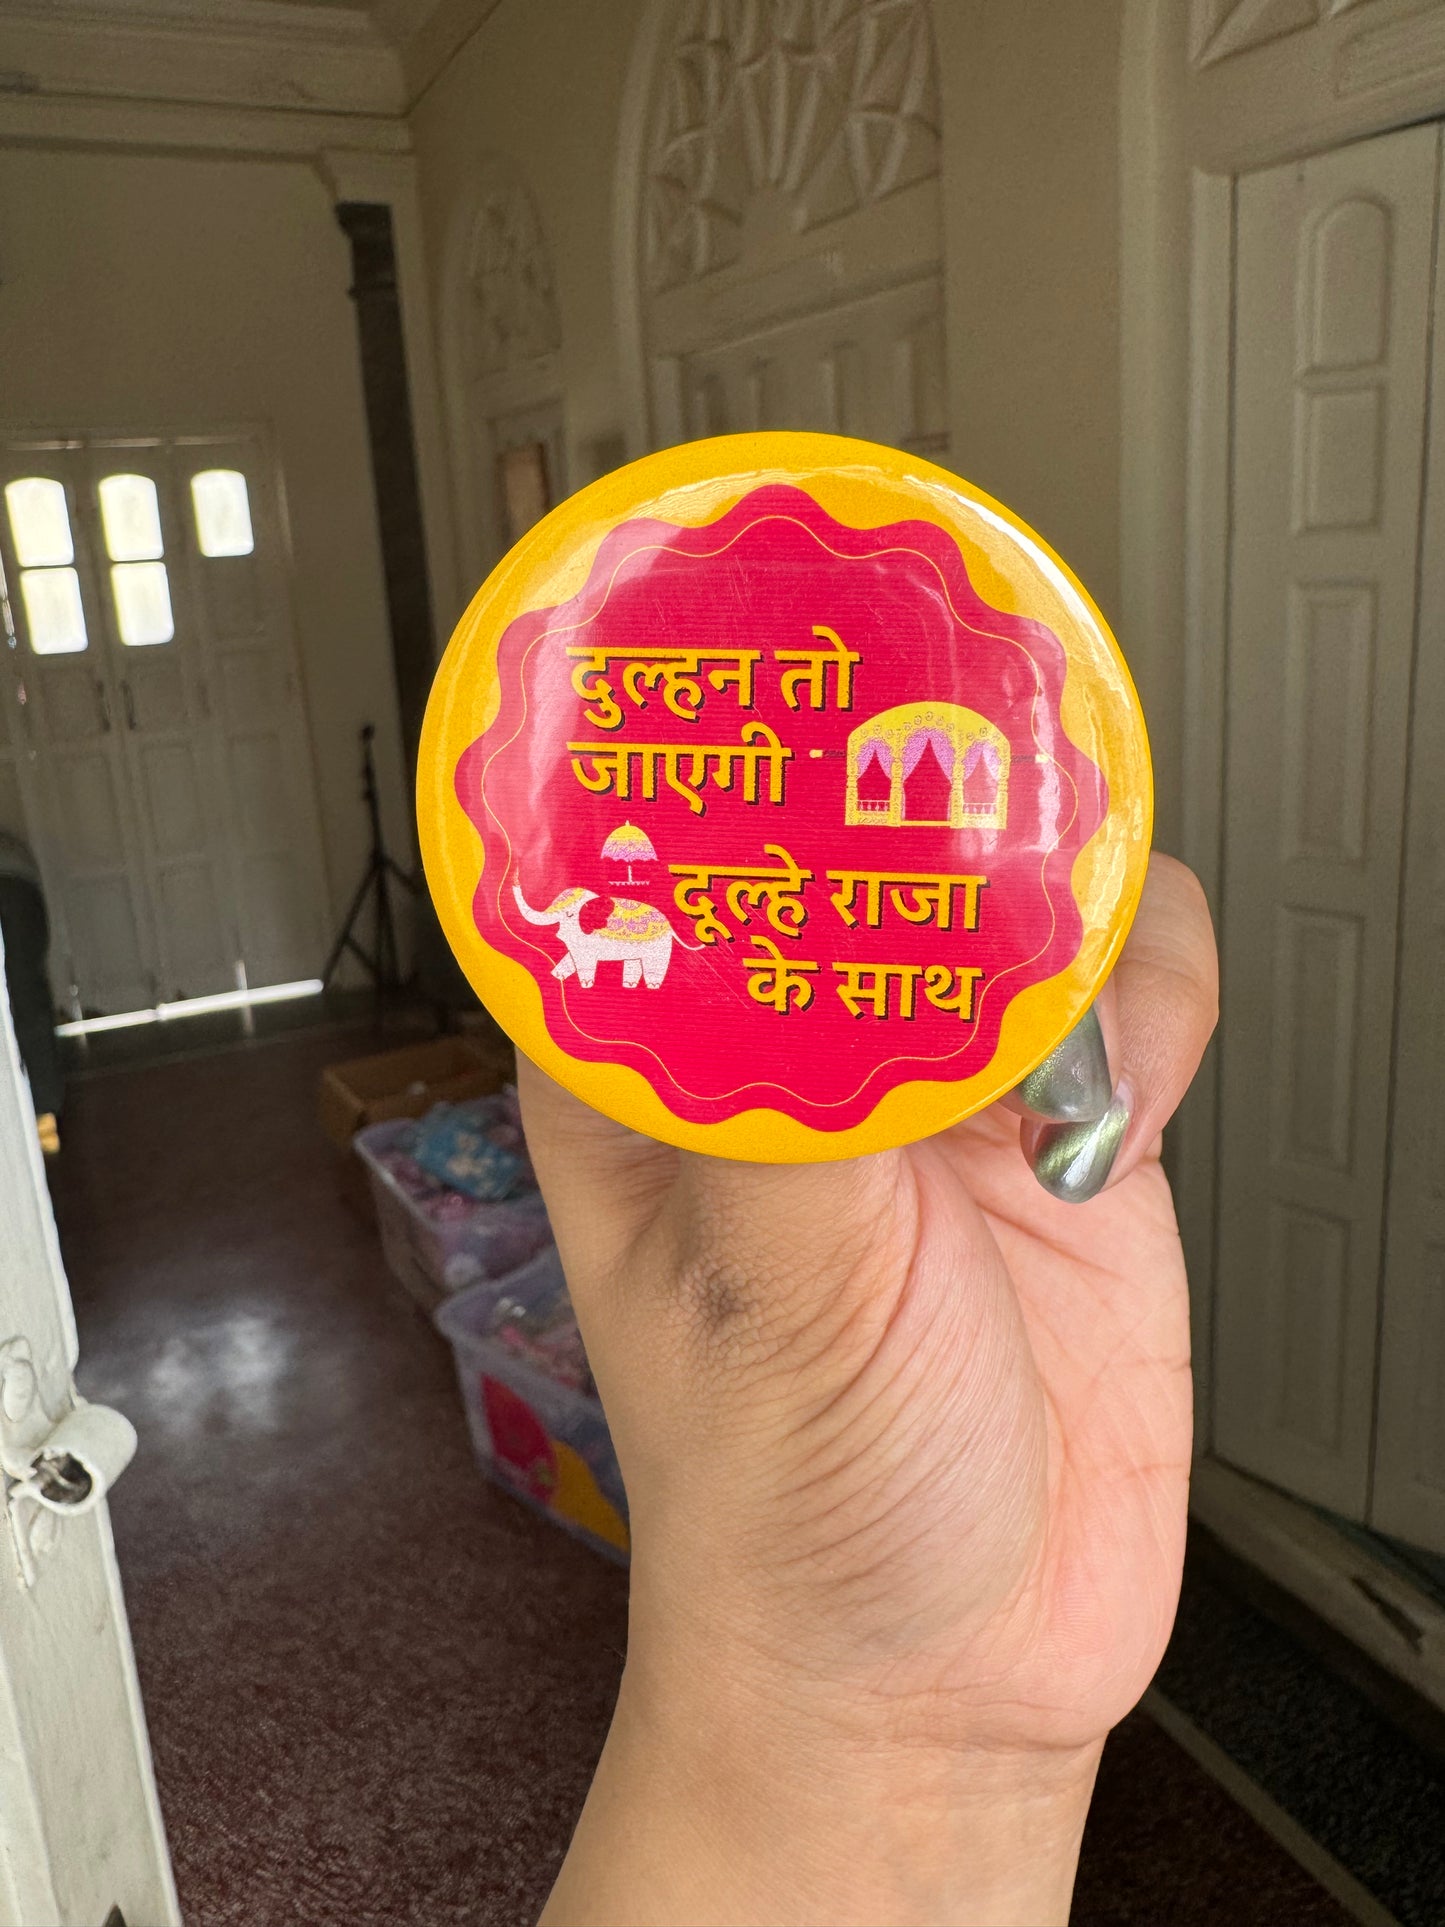 दुल्हन तो
जाएगी
दूल्हे राजा
के साथ